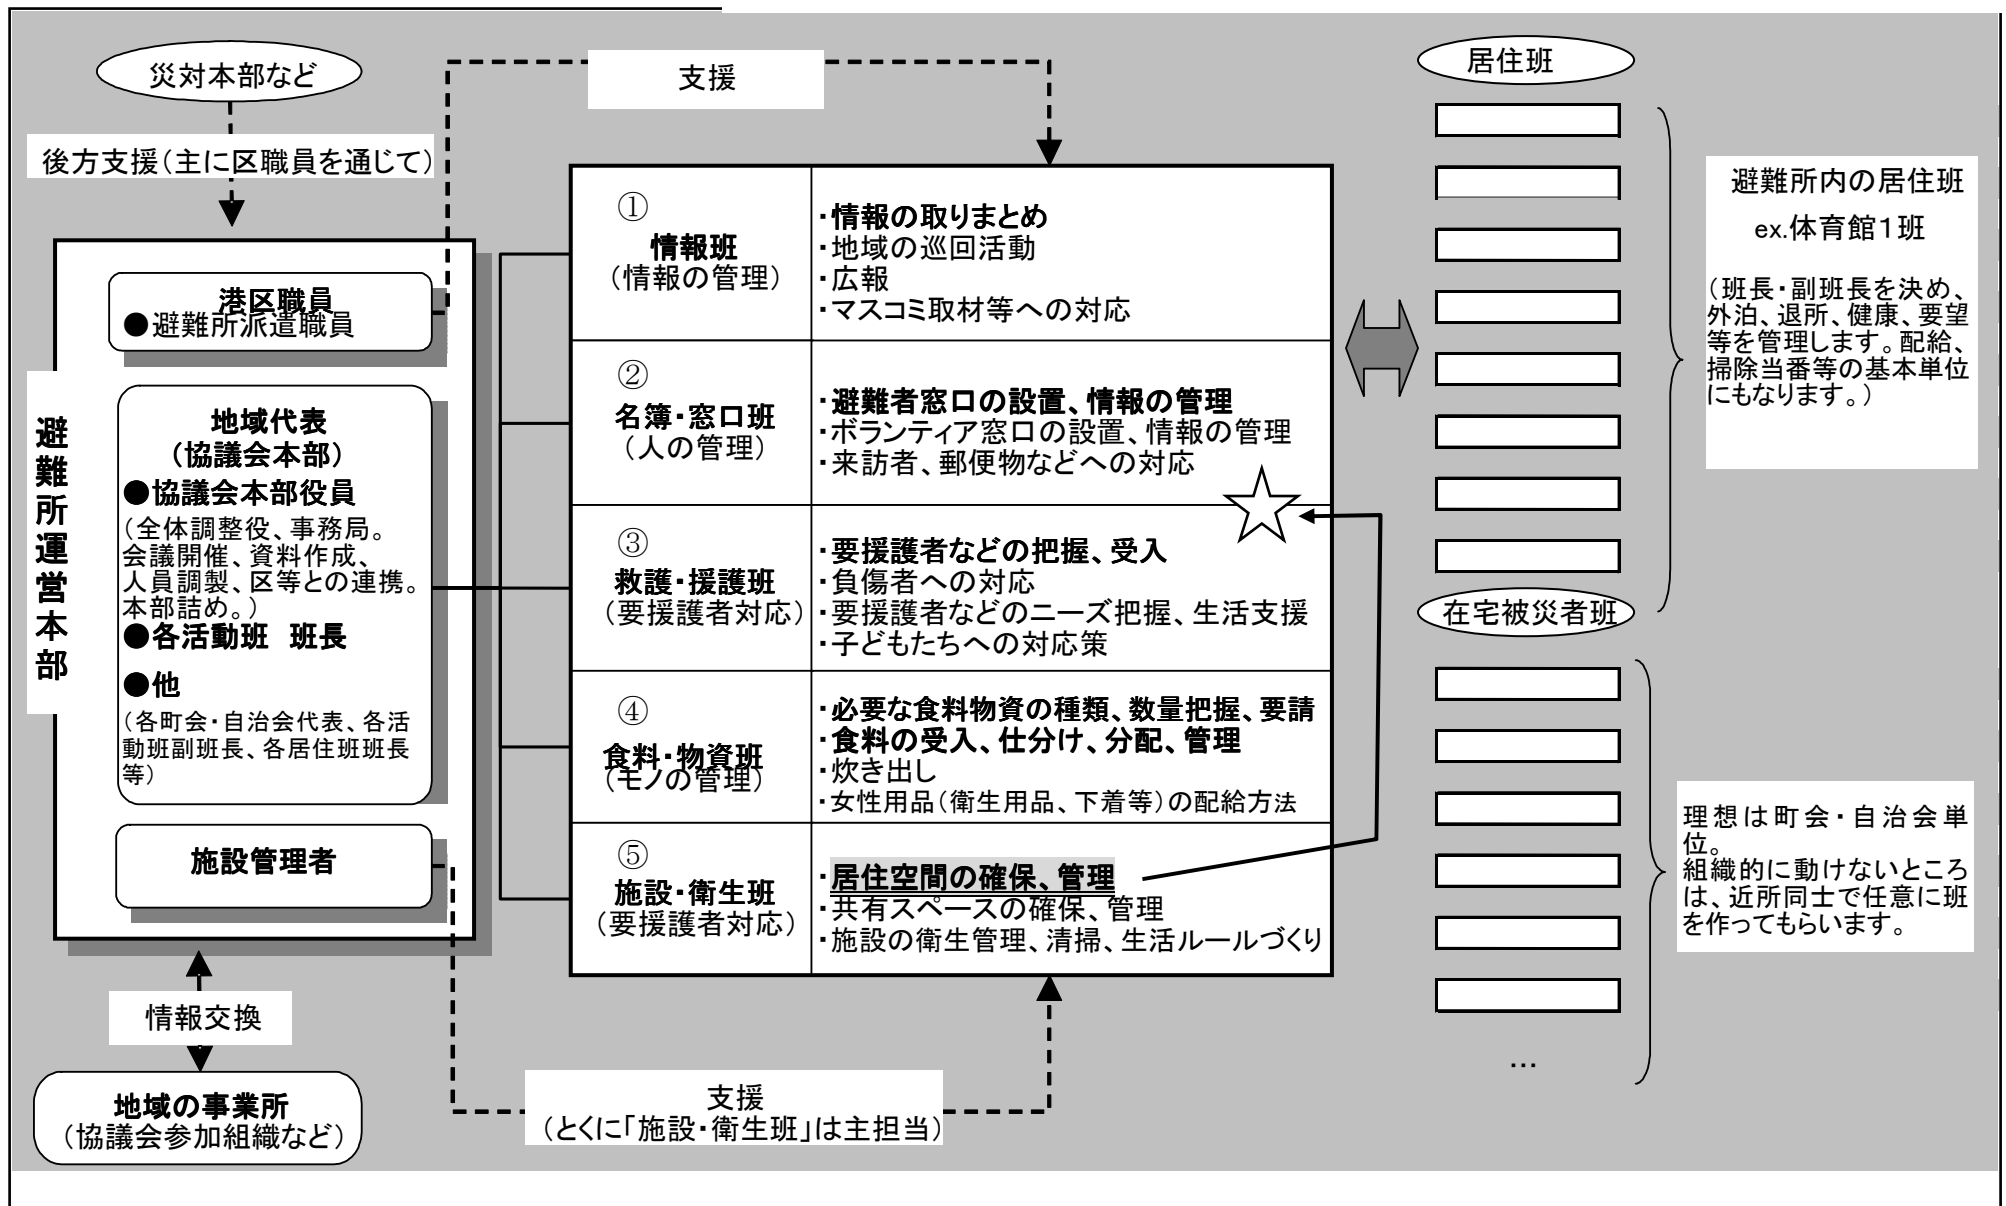 災対本部など
後方支援(主に区職員を通じて)
支援
避難所運営本部
港区職員
●避難所派遣職員
地域代表
(協議会本部)
●協議会本部役員
(全体調整役、事務局。
会議開催、資料作成、
人員調製、区等との連携。
本部詰め。)
●各活動班 班長
●他
(各町会・自治会代表、各活
動班副班長、各居住班班長
等)
施設管理者
情報交換
地域の事業所
(協議会参加組織など)
①
情報班
(情報の管理)
・情報の取りまとめ
・地域の巡回活動
・広報
・マスコミ取材等への対応
②
名簿・窓口班
(人の管理)
・避難者窓口の設置、情報の管理
・ボランティア窓口の設置、情報の管理
・来訪者、郵便物などへの対応
③
救護・援護班
(要援護者対応)
・要援護者などの把握、受入
・負傷者への対応
・要援護者などのニーズ把握、生活支援
・子どもたちへの対応策
④
食料・物資班
(モノの管理)
・必要な食料物資の種類、数量把握、要請
・食料の受入、仕分け、分配、管理
・炊き出し
・女性用品(衛生用品、下着等)の配給方法
⑤
施設・衛生班
(要援護者対応)
・居住空間の確保、管理
・共有スペースの確保、管理
・施設の衛生管理、清掃、生活ルールづくり
支援
(とくに「施設・衛生班」は主担当)
居住班
避難所内の居住班
ex.体育館1班
(班長・副班長を決め、
外泊、退所、健康、要望
等を管理します。配給、
掃除当番等の基本単位
にもなります。)
在宅被災者班
理想は町会・自治会単
位。
組織的に動けないところ
は、近所同士で任意に班
を作ってもらいます。
…